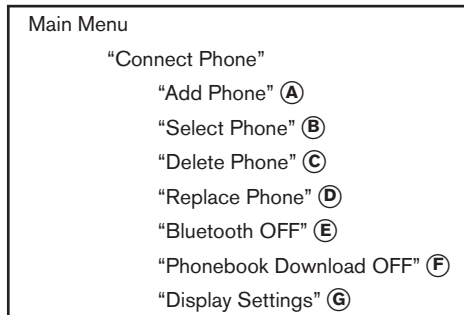 Main Menu
“Connect Phone”
“Add Phone” Ⓐ
“Select Phone” Ⓑ
“Delete Phone” Ⓒ
“Replace Phone” Ⓓ
“Bluetooth OFF” Ⓔ
“Phonebook Download OFF” Ⓕ
“Display Settings” Ⓖ